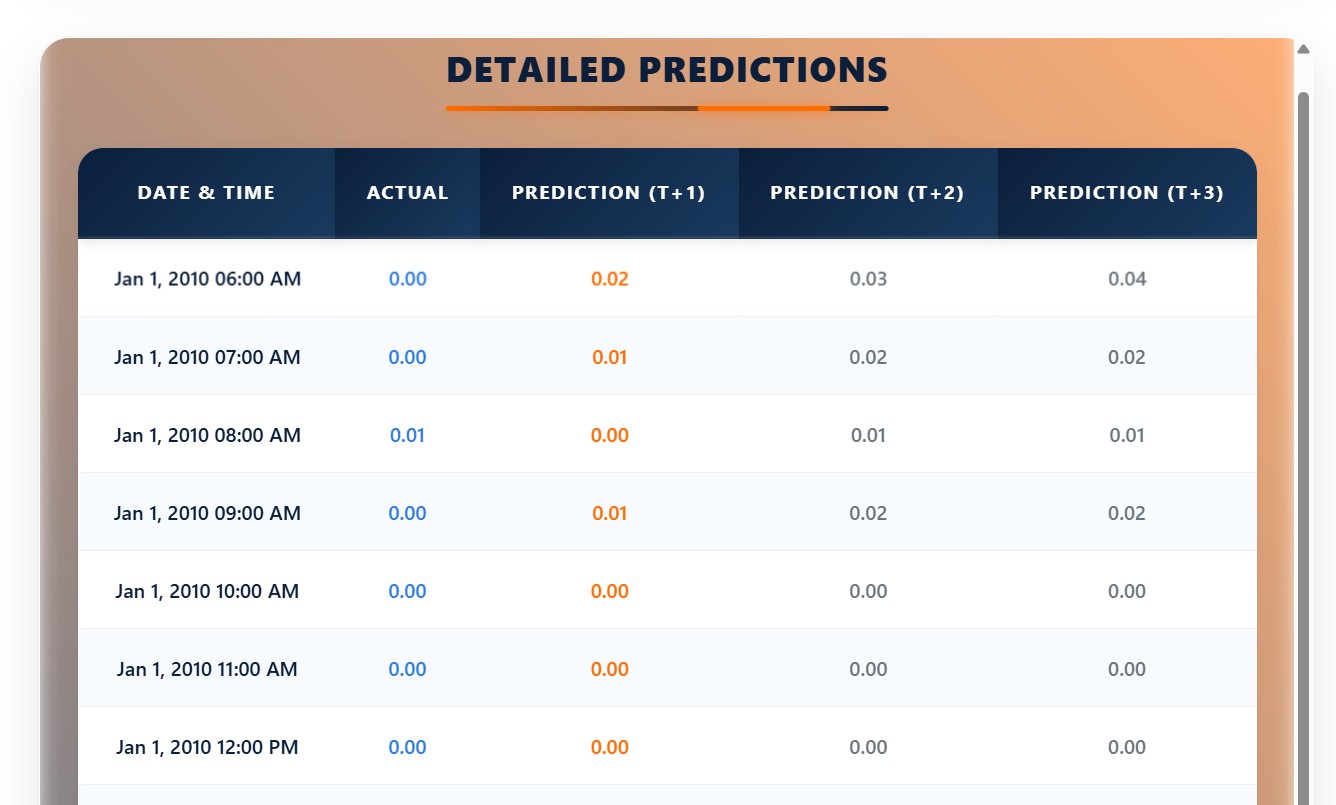 DETAILED PREDICTIONS
DATE & TIME ACTUAL PREDICTION (T+1) PREDICTION (T+2) PREDICTION (T+3)
Jan 1, 2010 06:00 AM 0.00 0.02 0.03 0.04
Jan 1, 2010 07:00 AM 0.00 0.01 0.02 0.02
Jan 1, 2010 08:00 AM 0.01 0.00 0.01 0.01
Jan 1, 2010 09:00 AM 0.00 0.01 0.02 0.02
Jan 1, 2010 10:00 AM 0.00 0.00 0.00 0.00
Jan 1, 2010 11:00 AM 0.00 0.00 0.00 0.00
Jan 1, 2010 12:00 PM 0.00 0.00 0.00 0.00